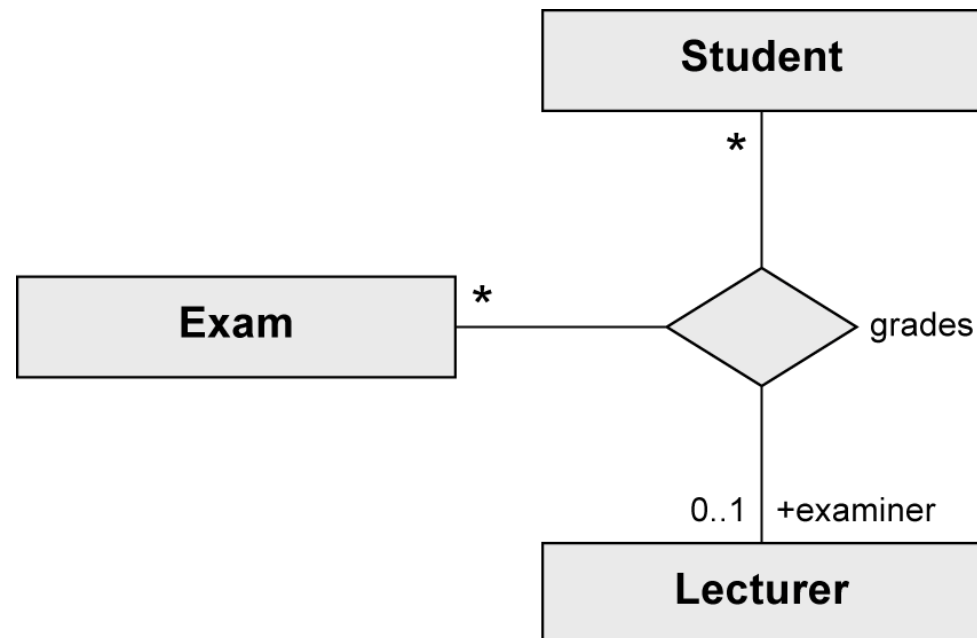 Student
*
*
Exam
grades
0..1 +examiner
Lecturer